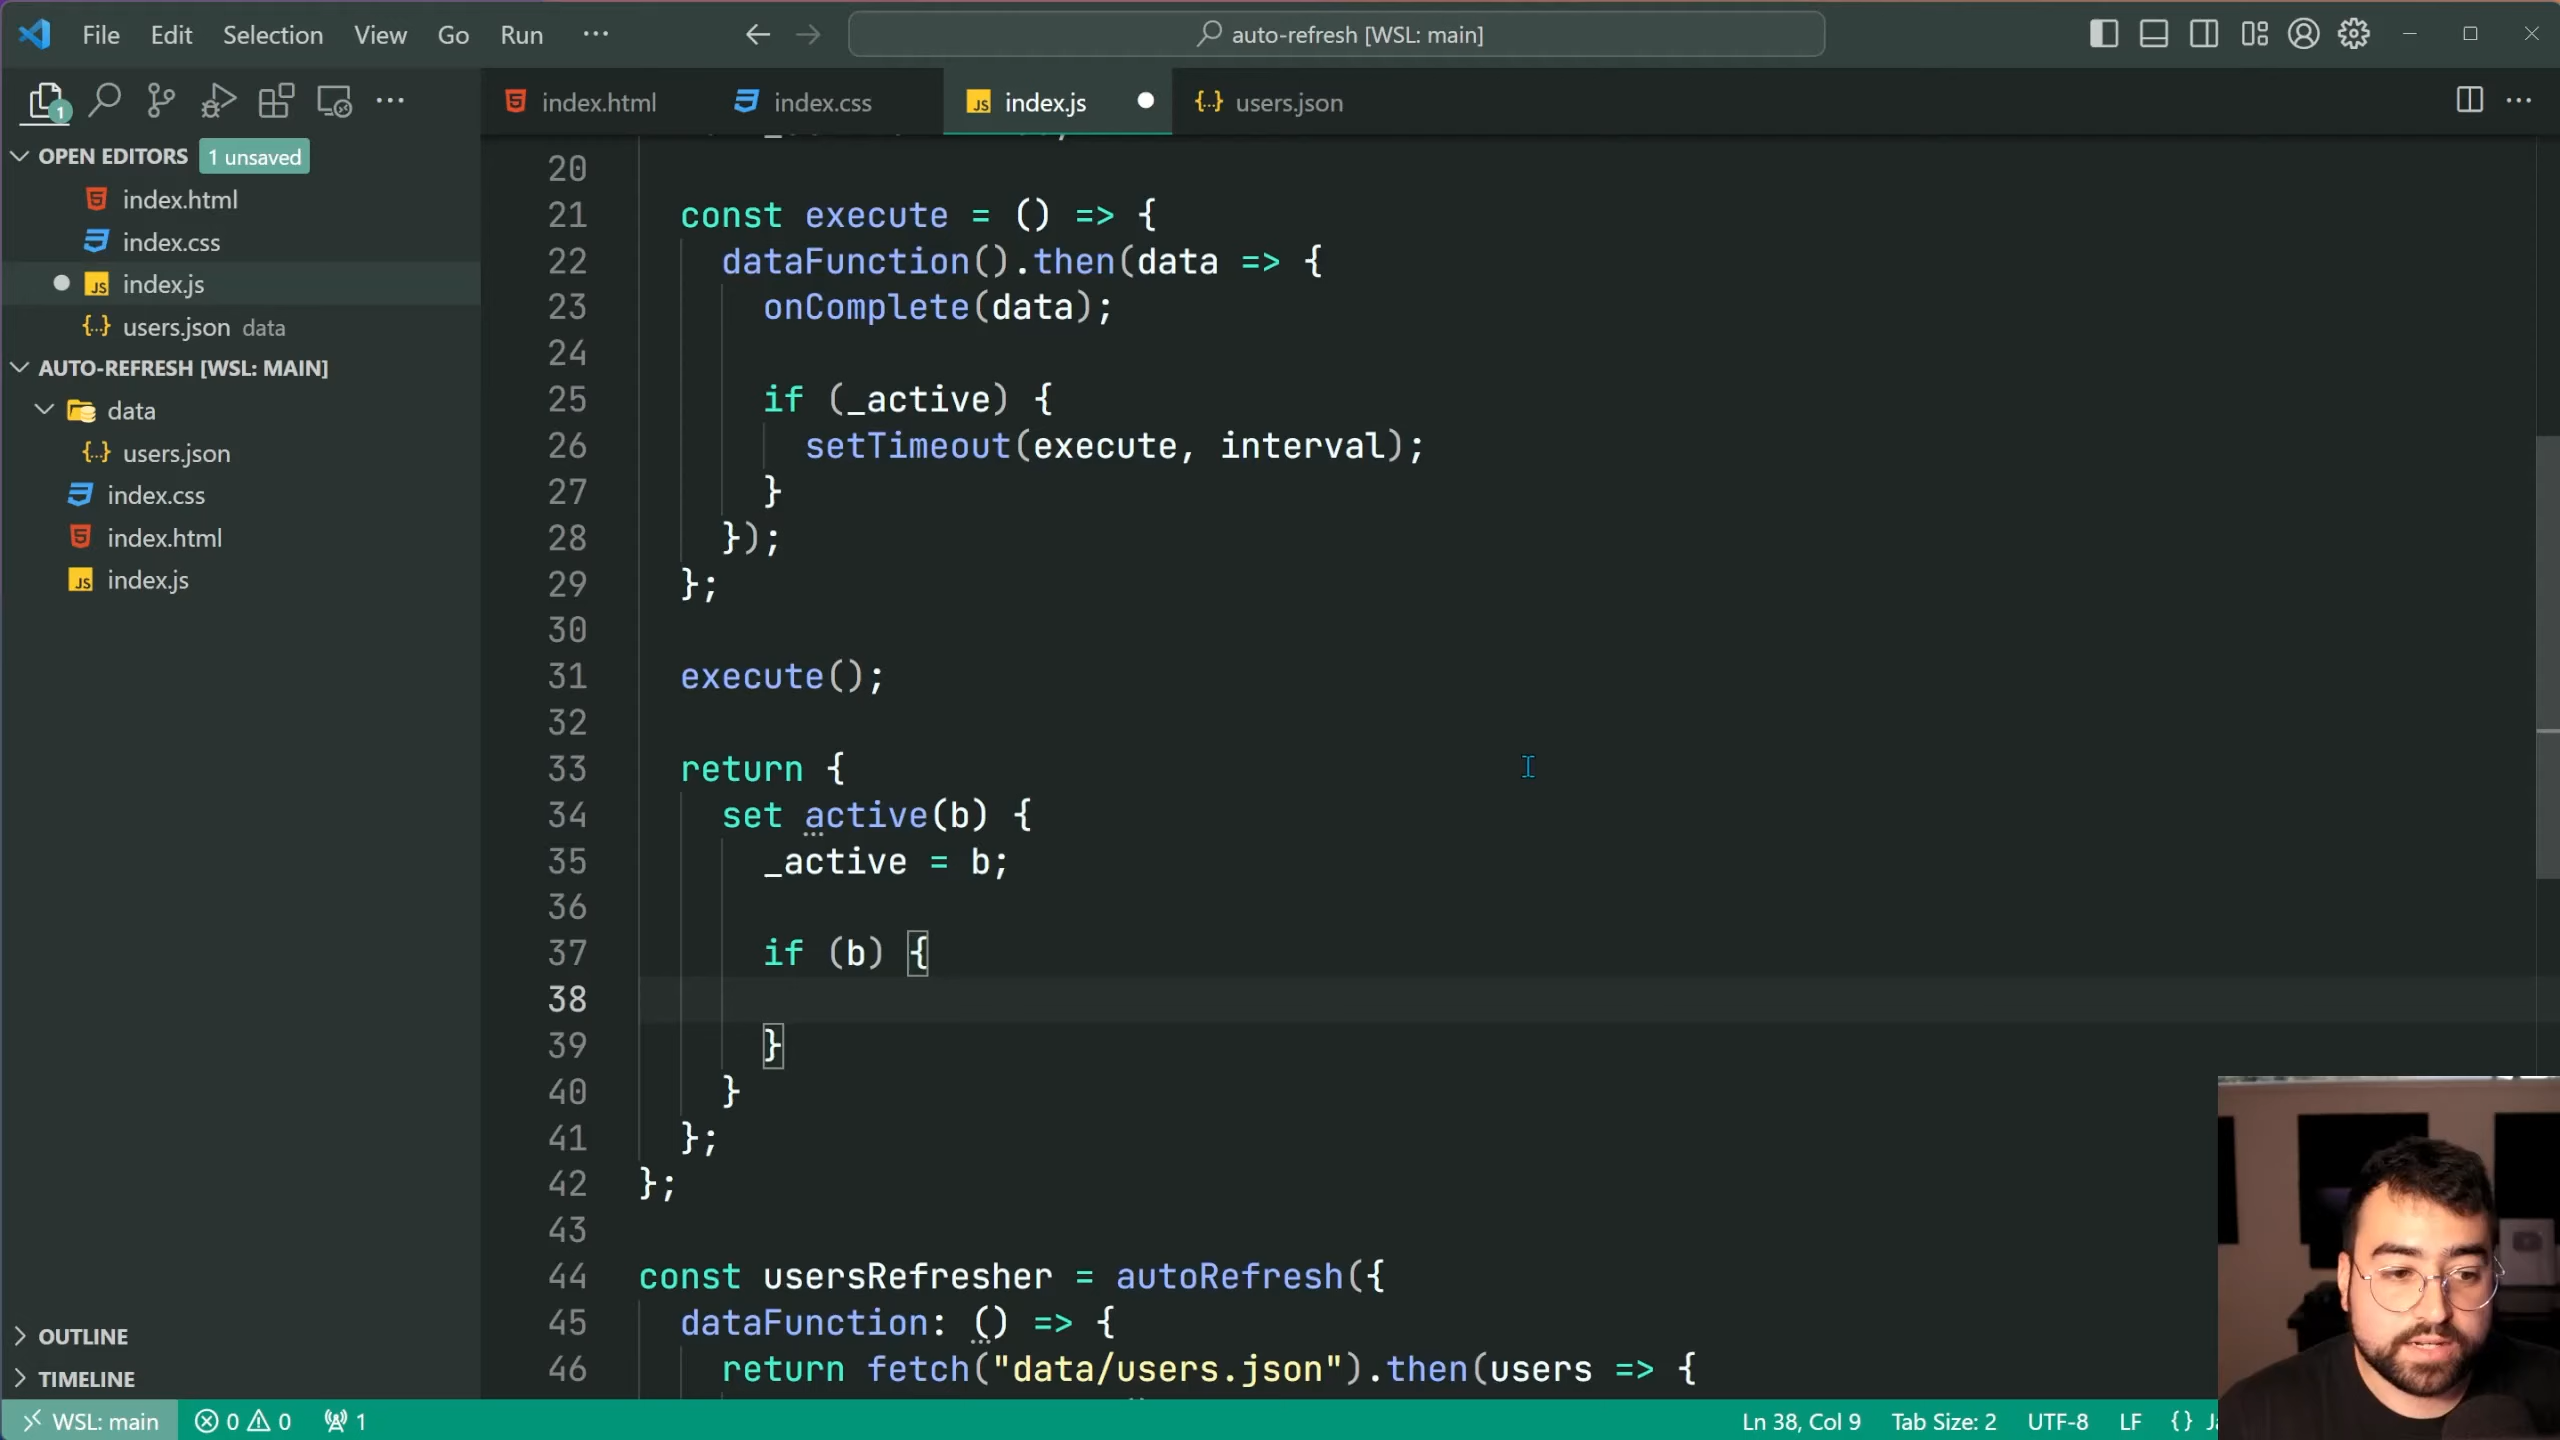 File Edit Selection View Go Run ···
auto-refresh [WSL: main]
1
OPEN EDITORS 1 unsaved
index.html
index.css
index.js
users.json data
AUTO-REFRESH [WSL: MAIN]
data
users.json
index.css
index.html
index.js
OUTLINE
TIMELINE
index.html index.css index.js users.json
20
21 const execute = () => {
22 dataFunction().then(data => {
23 onComplete(data);
24
25 if (_active) {
26 setTimeout(execute, interval);
27 }
28 });
29 };
30
31 execute();
32
33 return {
34 set active(b) {
35 _active = b;
36
37 if (b) {
38
39 }
40 }
41 };
42 };
43
44 const usersRefresher = autoRefresh({
45 dataFunction: () => {
46 return fetch("data/users.json").then(users => {
WSL: main 0 0 1 Ln 38, Col 9 Tab Size: 2 UTF-8 LF {}